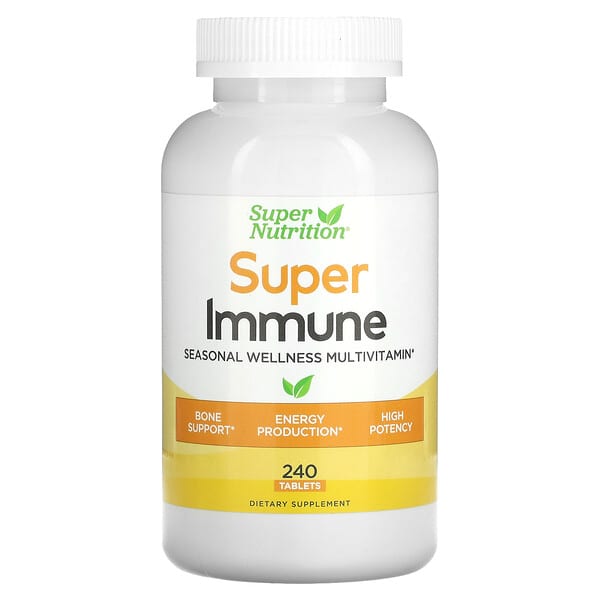 Super
Nutrition®
Super
Immune
SEASONAL WELLNESS MULTIVITAMIN*
BONE
SUPPORT*
ENERGY
PRODUCTION*
HIGH
POTENCY
240
TABLETS
DIETARY SUPPLEMENT